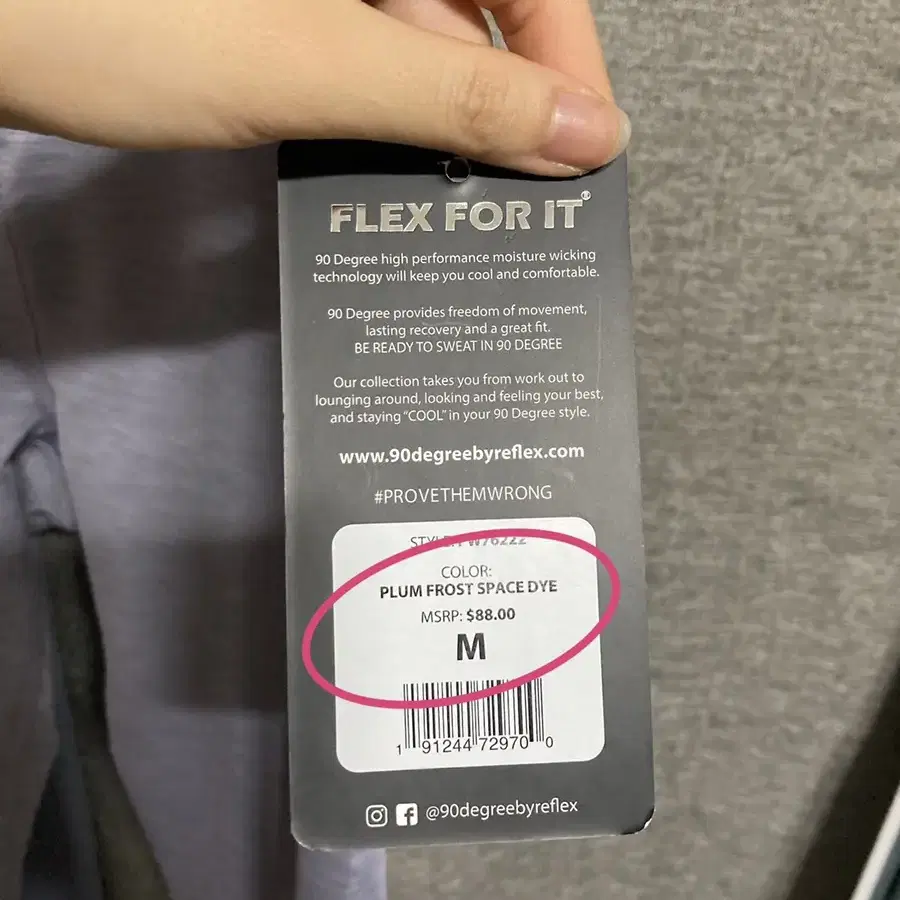 FLEX FOR IT®
90 Degree high performance moisture wicking
technology will keep you cool and comfortable.
90 Degree provides freedom of movement,
lasting recovery and a great fit.
BE READY TO SWEAT IN 90 DEGREE
Our collection takes you from work out to
lounging around, looking and feeling your best,
and staying “COOL” in your 90 Degree style.
www.90degreebyreflex.com
#PROVETHEMWRONG
COLOR:
PLUM FROST SPACE DYE
MSRP: $88.00
M
1 91244 72970 0
@90degreebyreflex